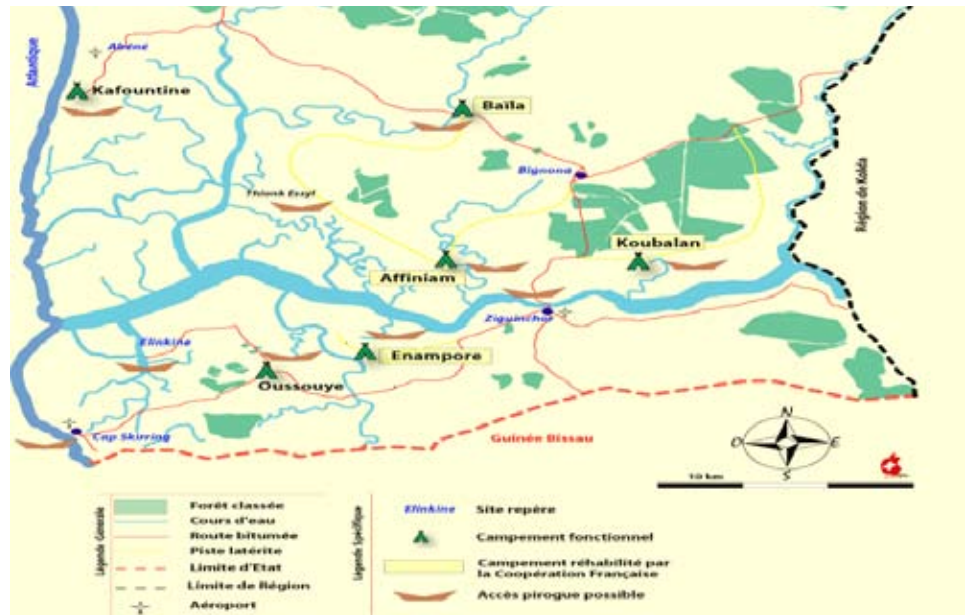 Atlantique
Abéné
Kafountine
Baïla
Bignona
Thionk Essyl
Région de Kolda
Koubalan
Affiniam
Ziguinchor
Elinkine
Enampore
Oussouye
Cap Skirring
Guinée Bissau
N
O
E
S
10 km
Légende Generale
Forêt classée
Cours d'eau
Route bitumée
Piste latérite
Limite d'Etat
Limite de Région
Aéroport
Légende Spécifique
Elinkine Site repère
Campement fonctionnel
Campement réhabilité par
la Coopération Française
Accès pirogue possible